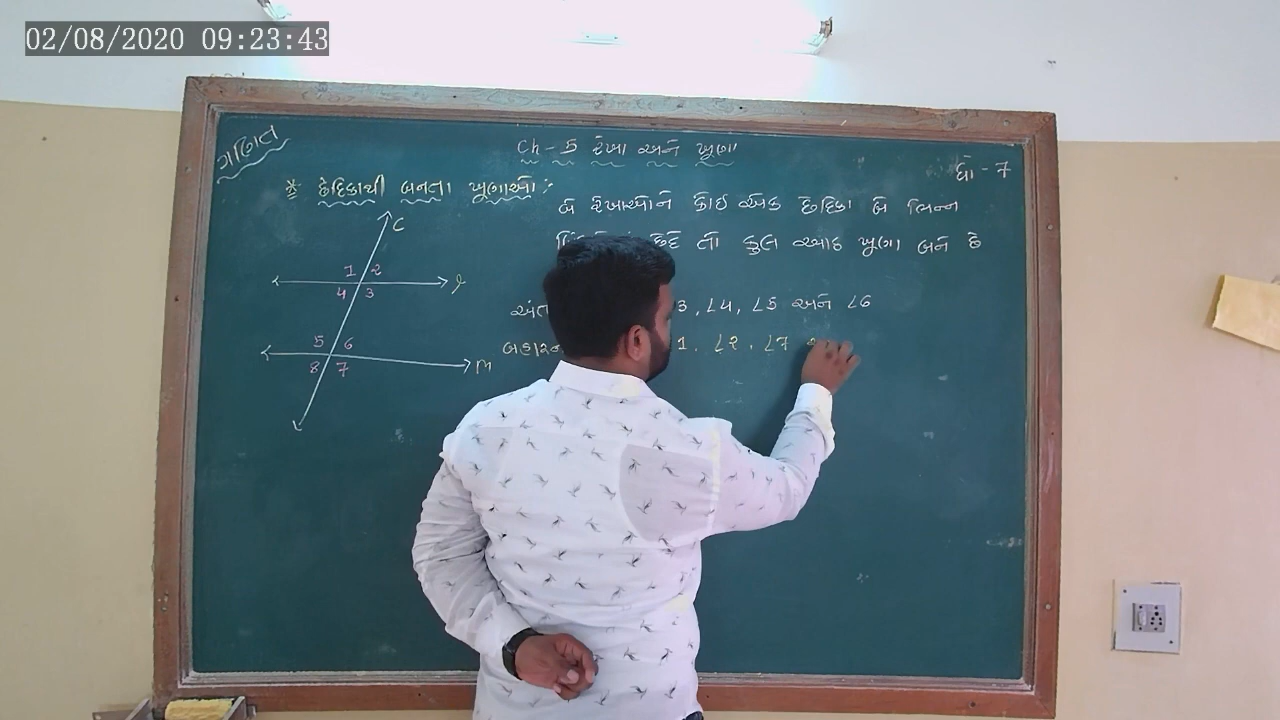 02/08/2020 09:23:43
ગણિત
Ch - 5 રેખા અને ખૂણા
ધો - 7
* છેદિકાથી બનતા ખૂણાઓ :-
બે રેખાઓને કોઈ એક છેદિકા બે ભિન્ન
છેદે તો કુલ આઠ ખૂણા બને છે
C
1 2
4 3
l
5 6
8 7
m
3, ∠4, ∠5 અને ∠6
1, ∠2, ∠7